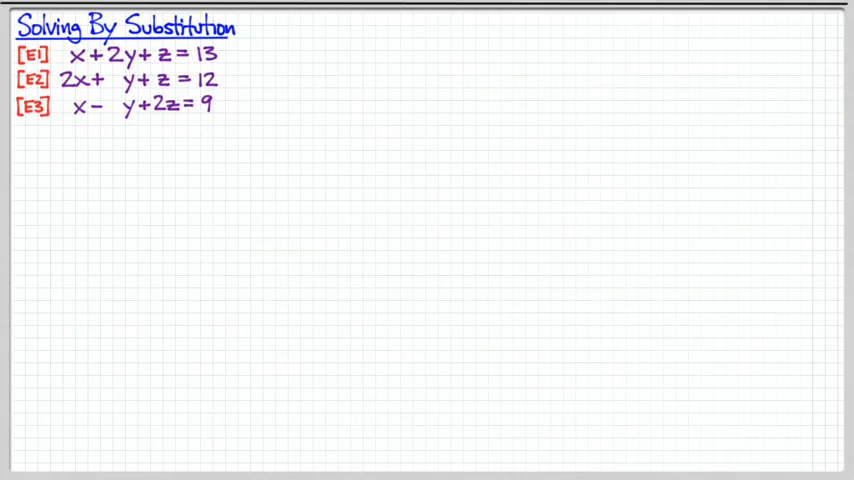 Solving By Substitution
[E1] x + 2y + z = 13
[E2] 2x + y + z = 12
[E3] x - y + 2z = 9